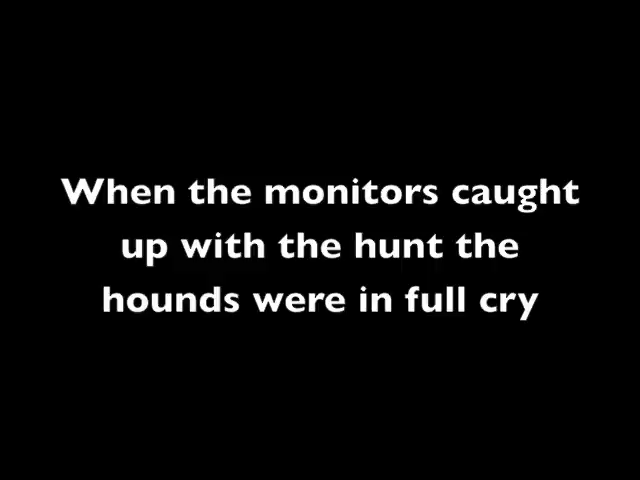 When the monitors caught
up with the hunt the
hounds were in full cry